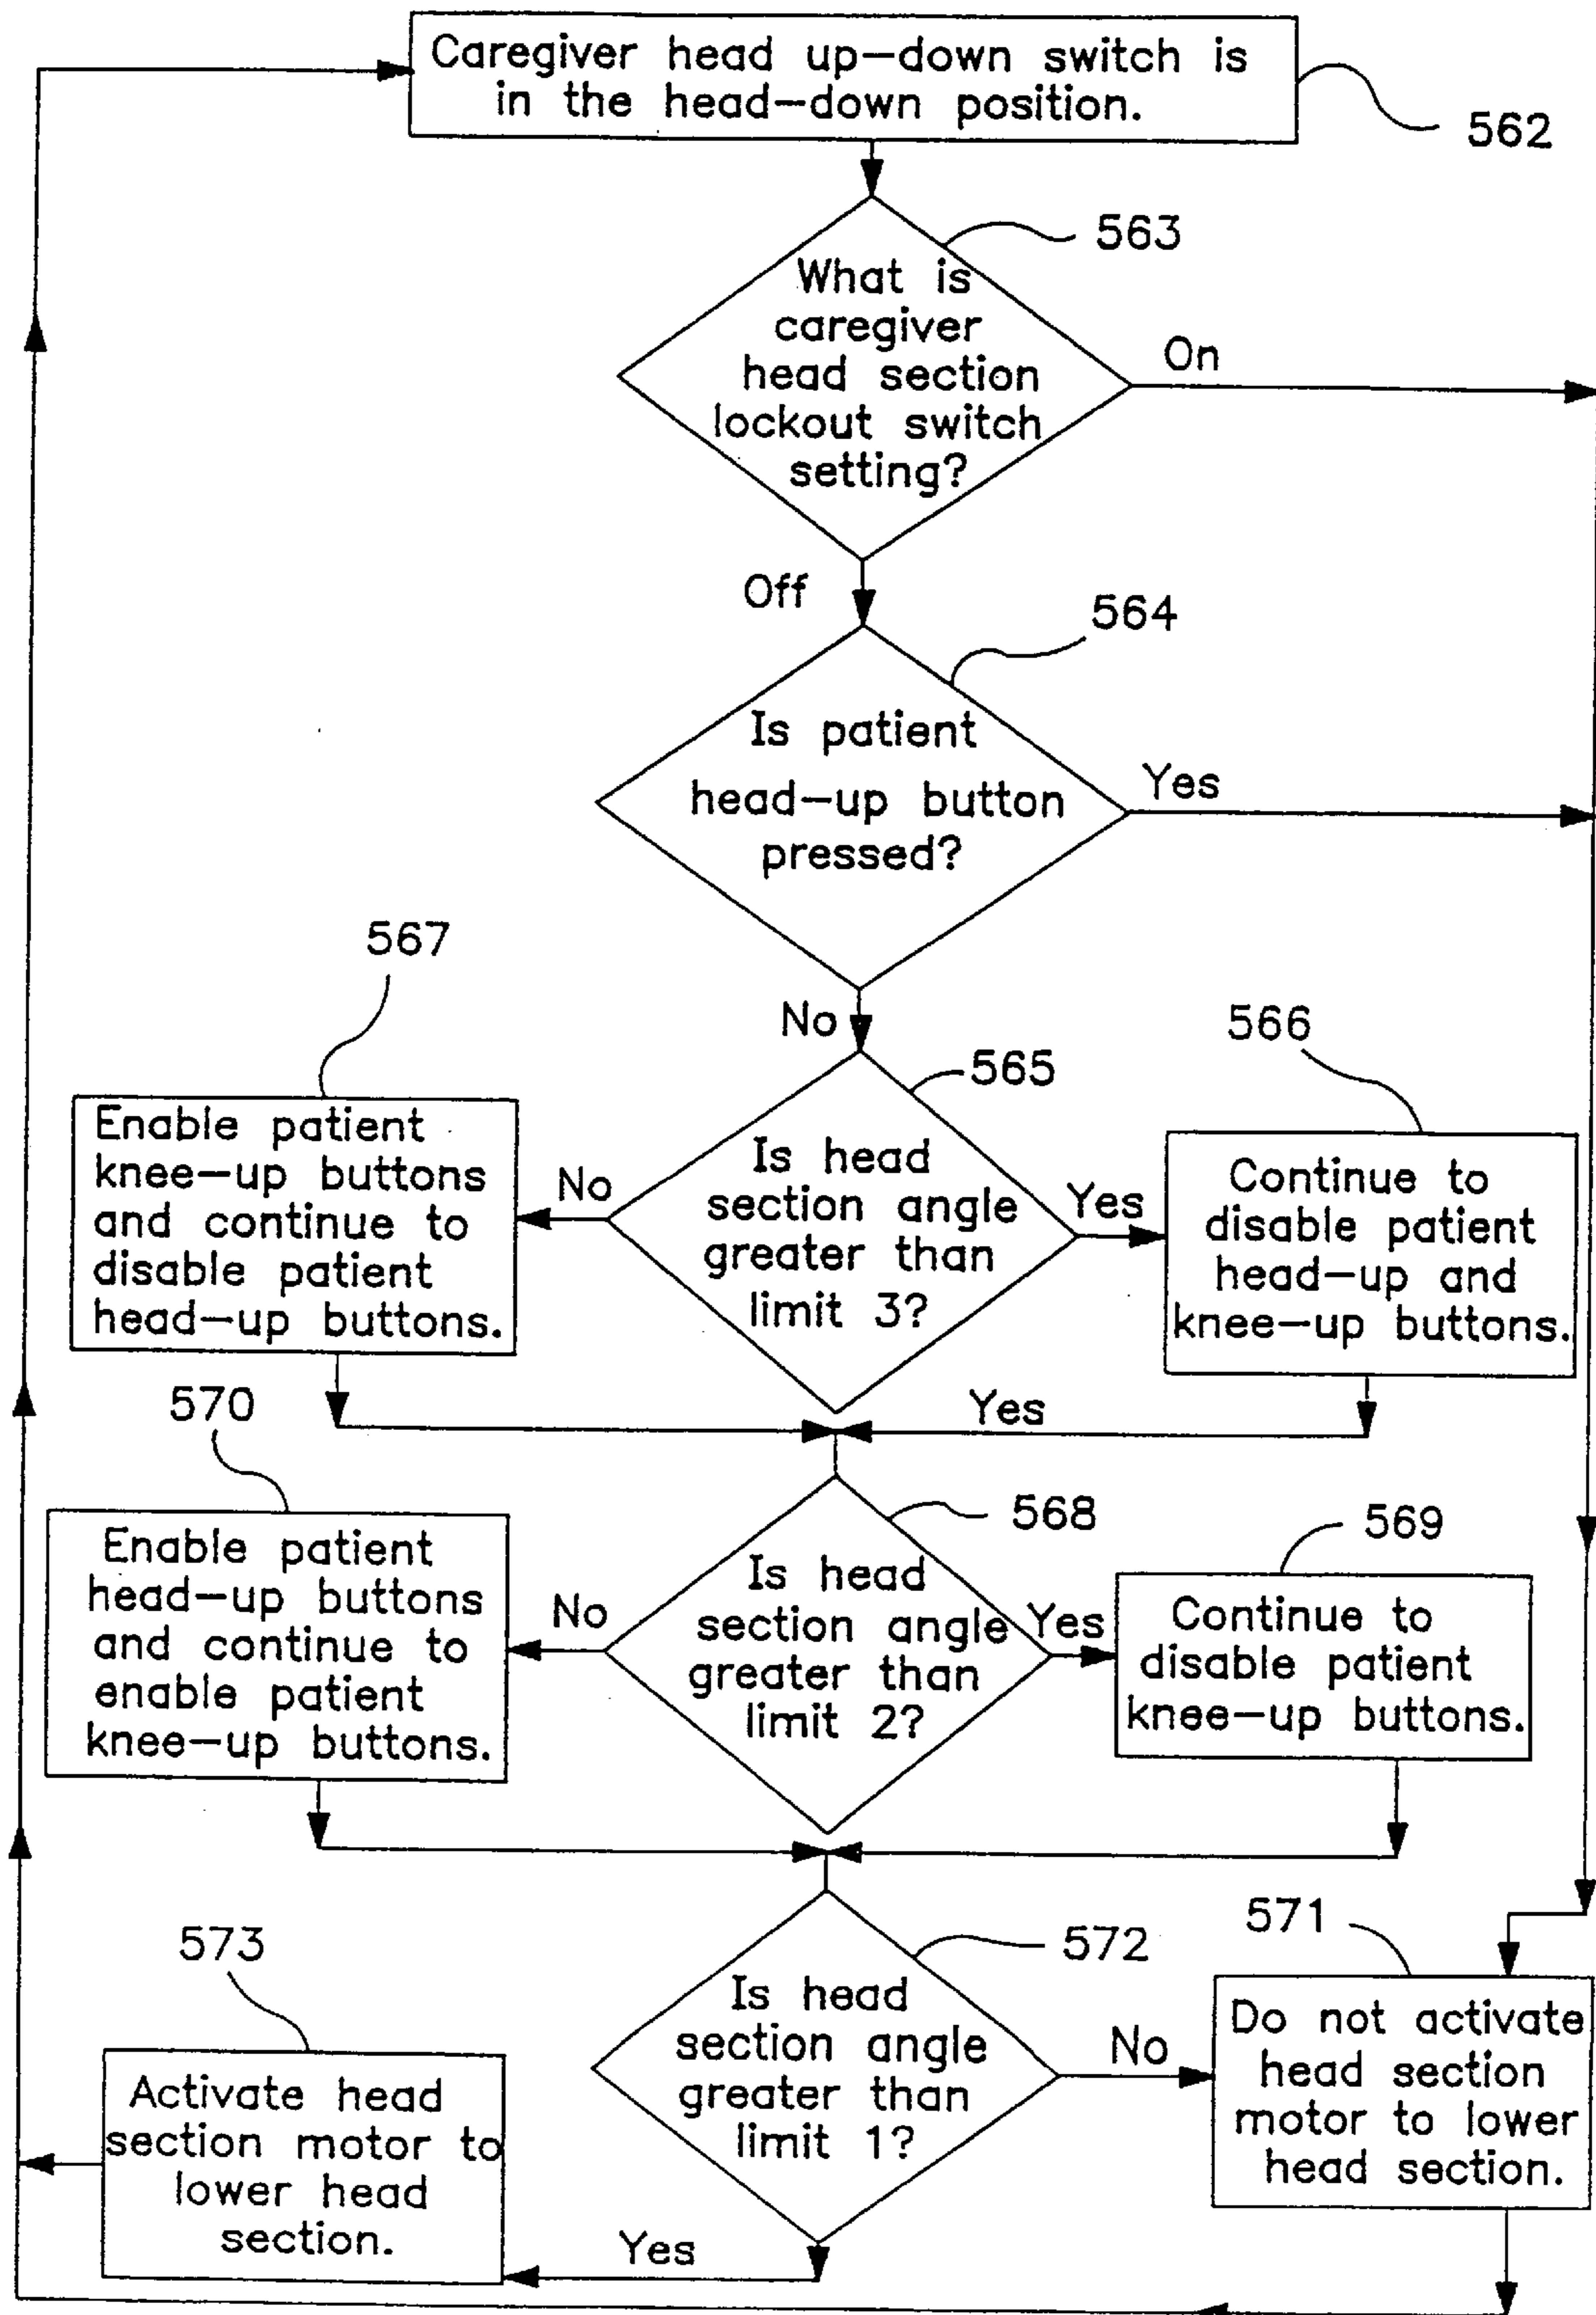 Caregiver head up-down switch is
in the head-down position.
562
563
What is
caregiver
head section
lockout switch
setting?
On
Off
564
Is patient
head-up button
pressed?
Yes
No
567
566
565
Enable patient
knee-up buttons
and continue to
disable patient
head-up buttons.
No
Is head
section angle
greater than
limit 3?
Yes
Continue to
disable patient
head-up and
knee-up buttons.
Yes
570
568
569
Enable patient
head-up buttons
and continue to
enable patient
knee-up buttons.
No
Is head
section angle
greater than
limit 2?
Yes
Continue to
disable patient
knee-up buttons.
573
572
571
Activate head
section motor to
lower head
section.
Is head
section angle
greater than
limit 1?
No
Yes
Do not activate
head section
motor to lower
head section.